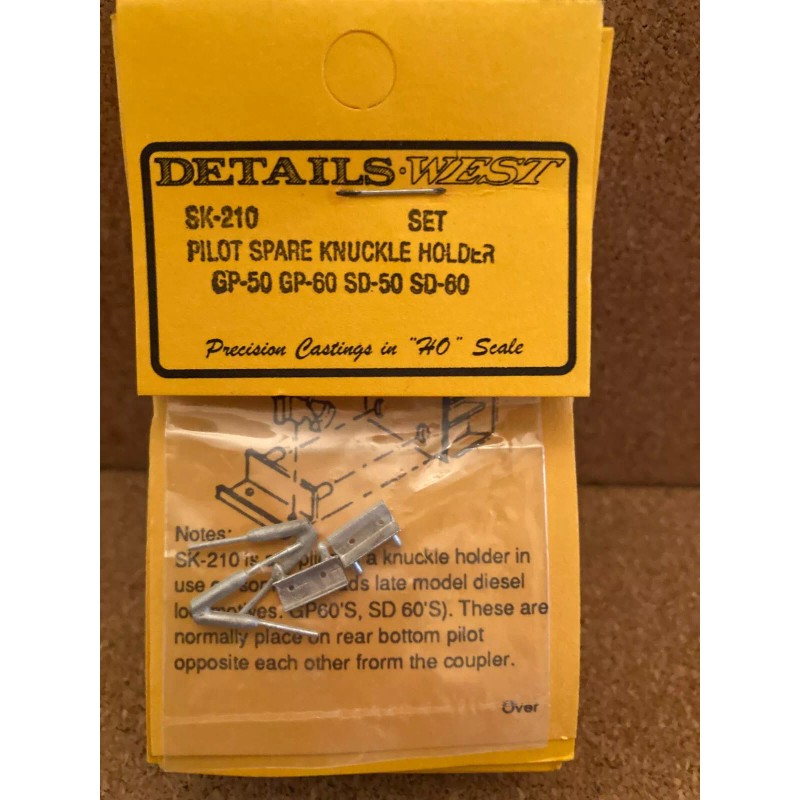 DETAILS·WEST
SK-210 SET
PILOT SPARE KNUCKLE HOLDER
GP-50 GP-60 SD-50 SD-60
Precision Castings in "HO" Scale
Notes:
SK-210 is a knuckle holder in
use late model diesel
GP60'S, SD 60'S). These are
normally place on rear bottom pilot
opposite each other frorm the coupler.
Over